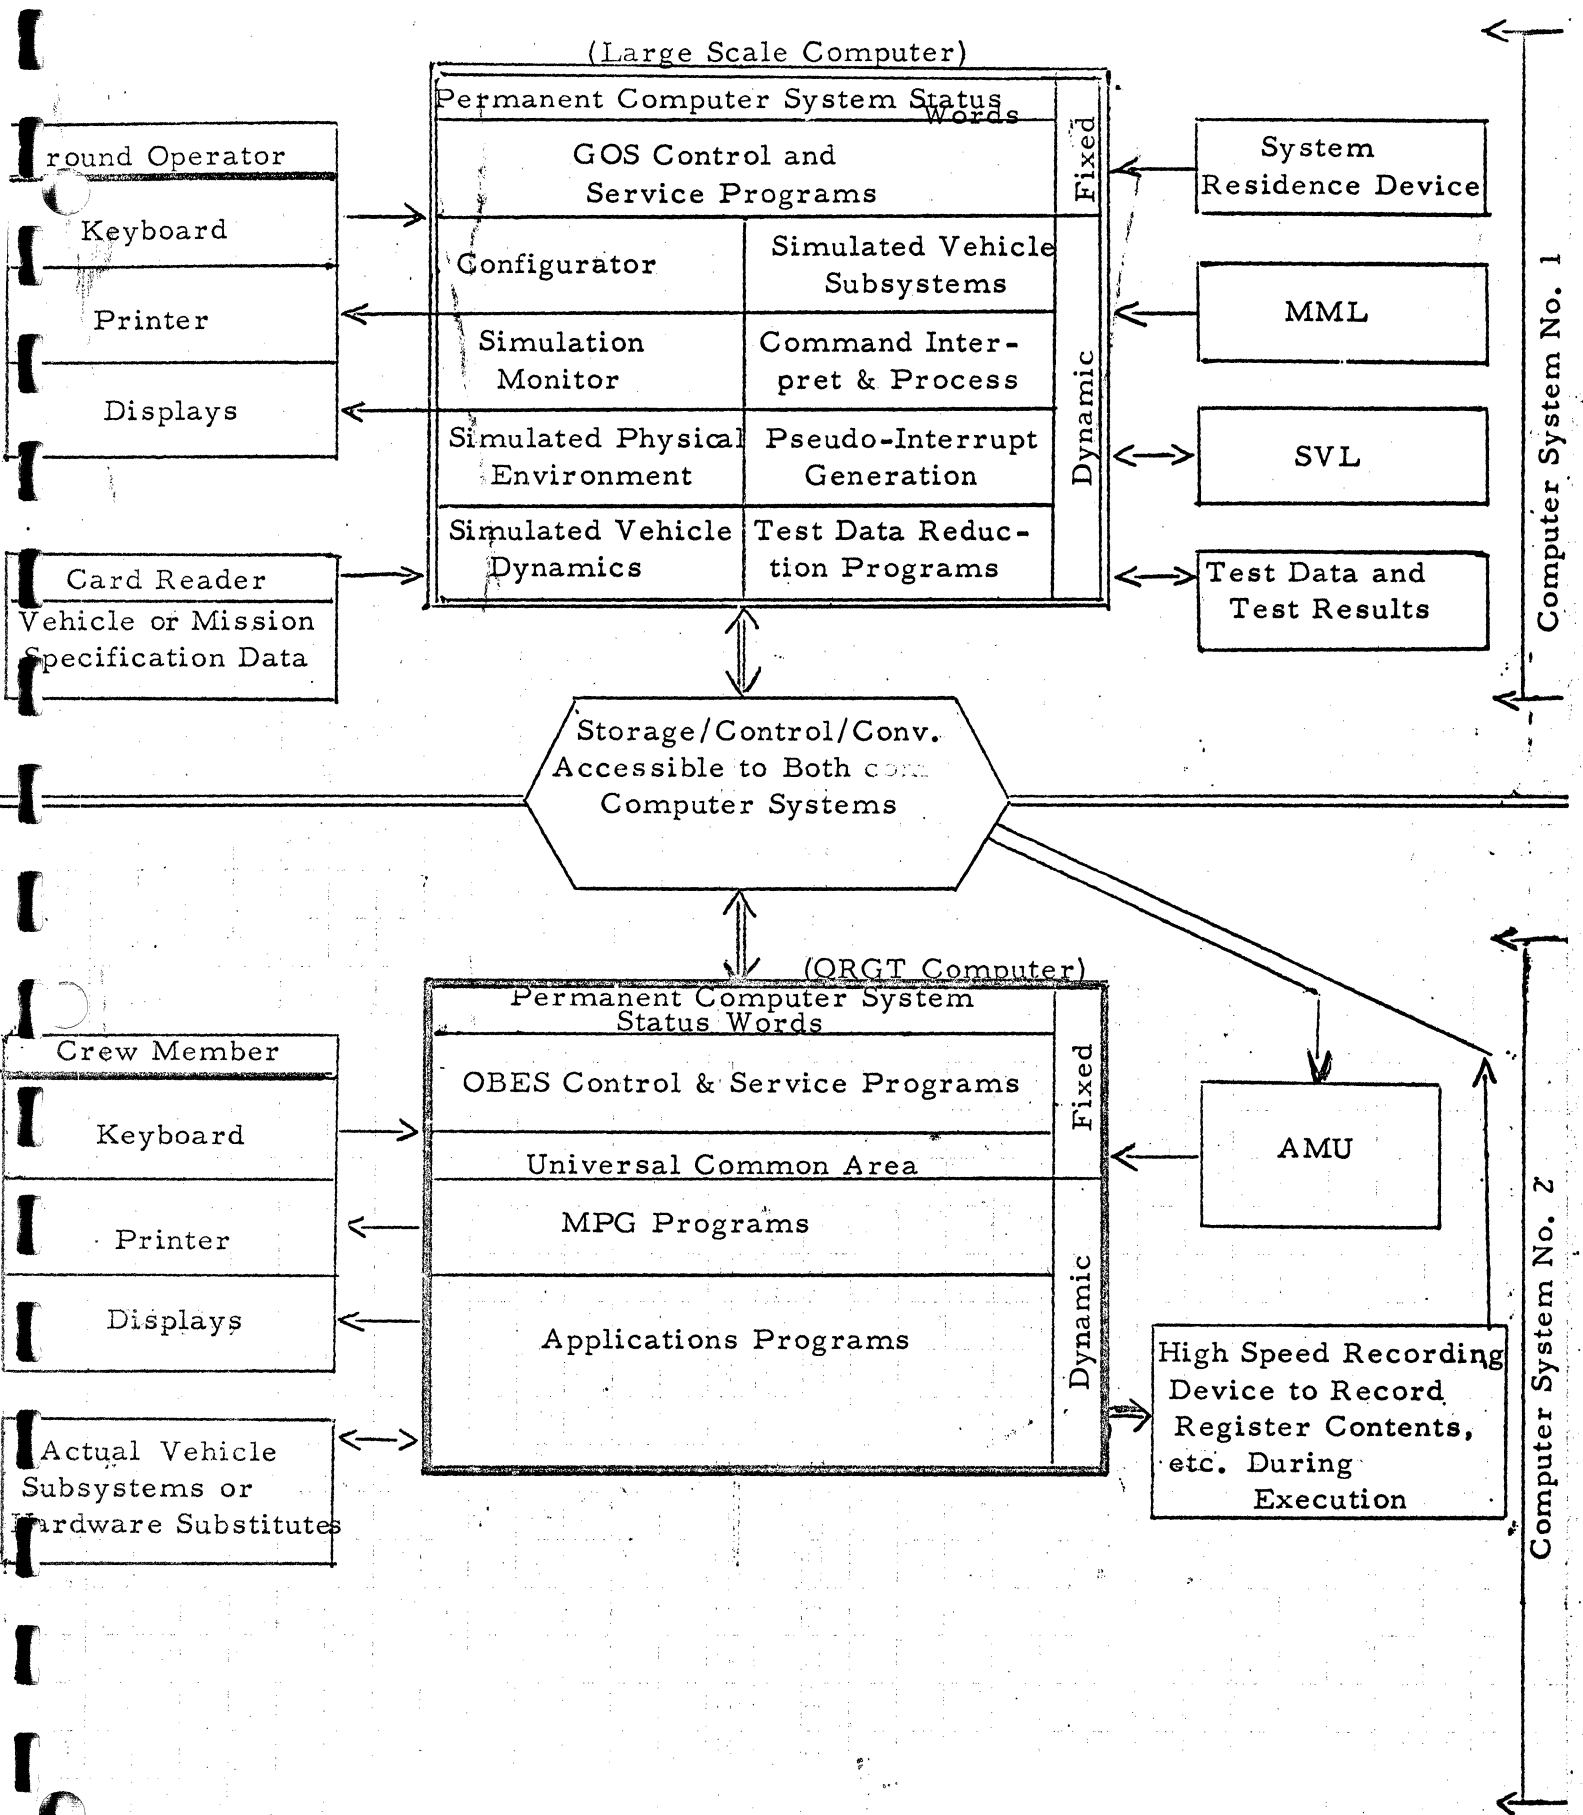 (Large Scale Computer)
Permanent Computer System Status
Words
Fixed
GOS Control and
Service Programs
Configurator
Simulated Vehicle
Subsystems
Simulation
Monitor
Command Inter-
pret & Process
Simulated Physical
Environment
Pseudo-Interrupt
Generation
Simulated Vehicle
Dynamics
Test Data Reduc-
tion Programs
Dynamic
round Operator
Keyboard
Printer
Displays
Card Reader
Vehicle or Mission
Specification Data
System
Residence Device
MML
SVL
Test Data and
Test Results
Computer System No. 1
Storage/Control/Conv.
Accessible to Both
Computer Systems
(ORGT Computer)
Permanent Computer System
Status Words
OBES Control & Service Programs
Universal Common Area
Fixed
MPG Programs
Applications Programs
Dynamic
Crew Member
Keyboard
Printer
Displays
Actual Vehicle
Subsystems or
Hardware Substitutes
AMU
High Speed Recording
Device to Record
Register Contents,
etc. During
Execution
Computer System No. 2